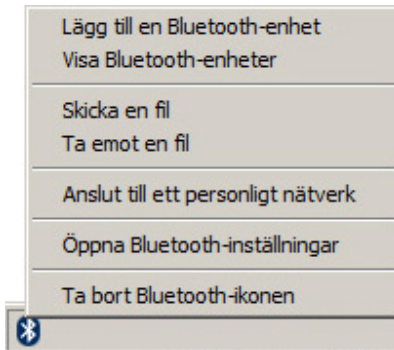 Lägg till en Bluetooth-enhet
Visa Bluetooth-enheter
Skicka en fil
Ta emot en fil
Anslut till ett personligt nätverk
Öppna Bluetooth-inställningar
Ta bort Bluetooth-ikonen